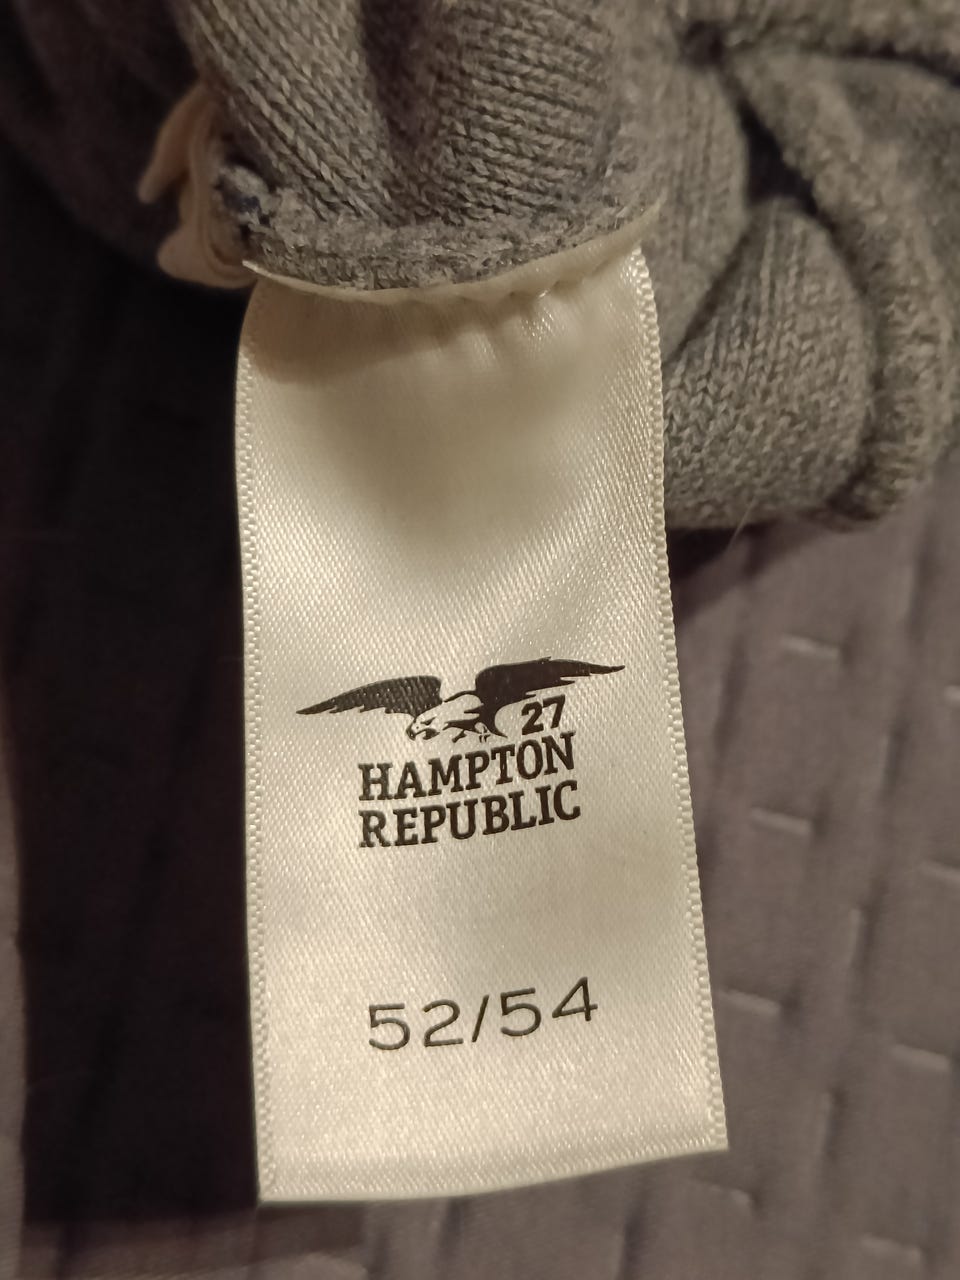 27
HAMPTON
REPUBLIC
52/54